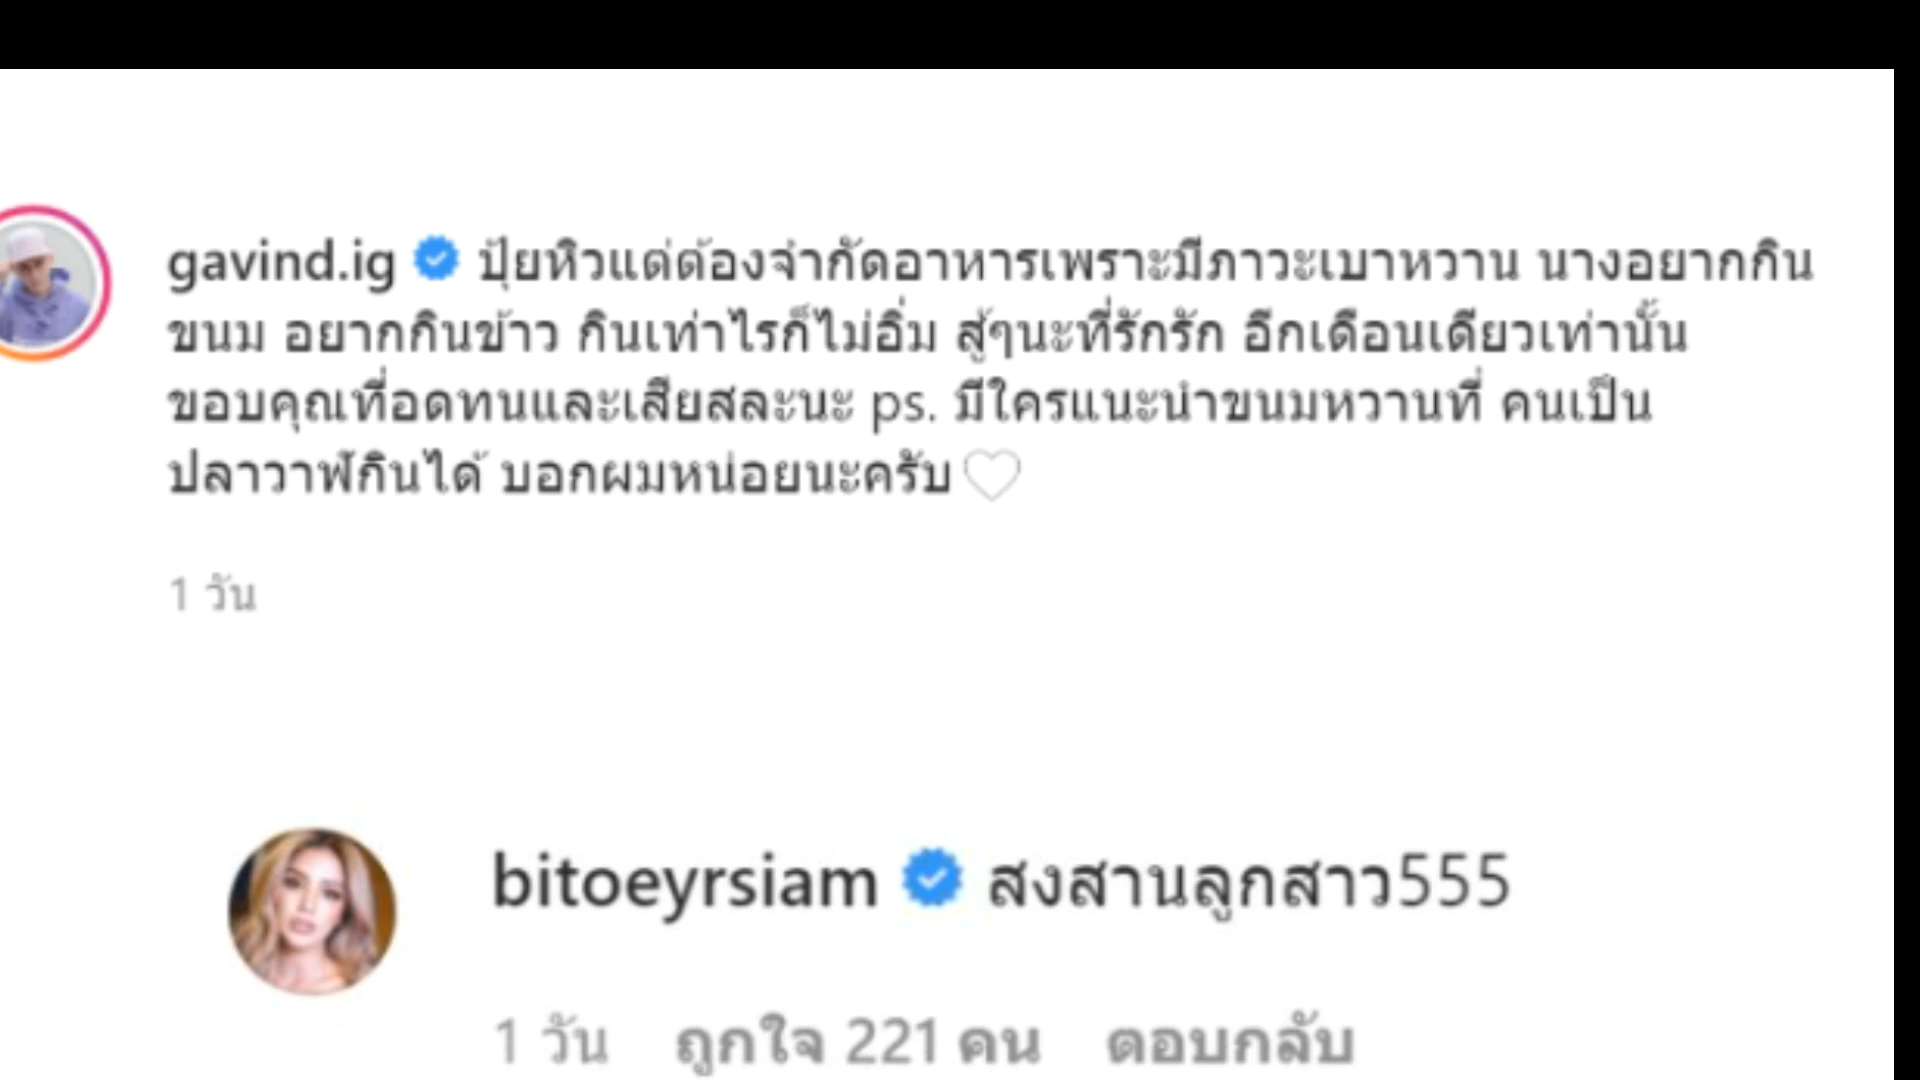 gavind.ig ปุ้ยหิวแต่ต้องจำกัดอาหารเพราะมีภาวะเบาหวาน นางอยากกิน
ขนม อยากกินข้าว กินเท่าไรก็ไม่อิ่ม สู้ๆนะที่รักรัก อีกเดือนเดียวเท่านั้น
ขอบคุณที่อดทนและเสียสละนะ ps. มีใครแนะนำขนมหวานที่ คนเป็น
ปลาวาฬกินได้ บอกผมหน่อยนะครับ
1 วัน
bitoeyrsiam สงสานลูกสาว555
1 วัน ถูกใจ 221 คน ตอบกลับ